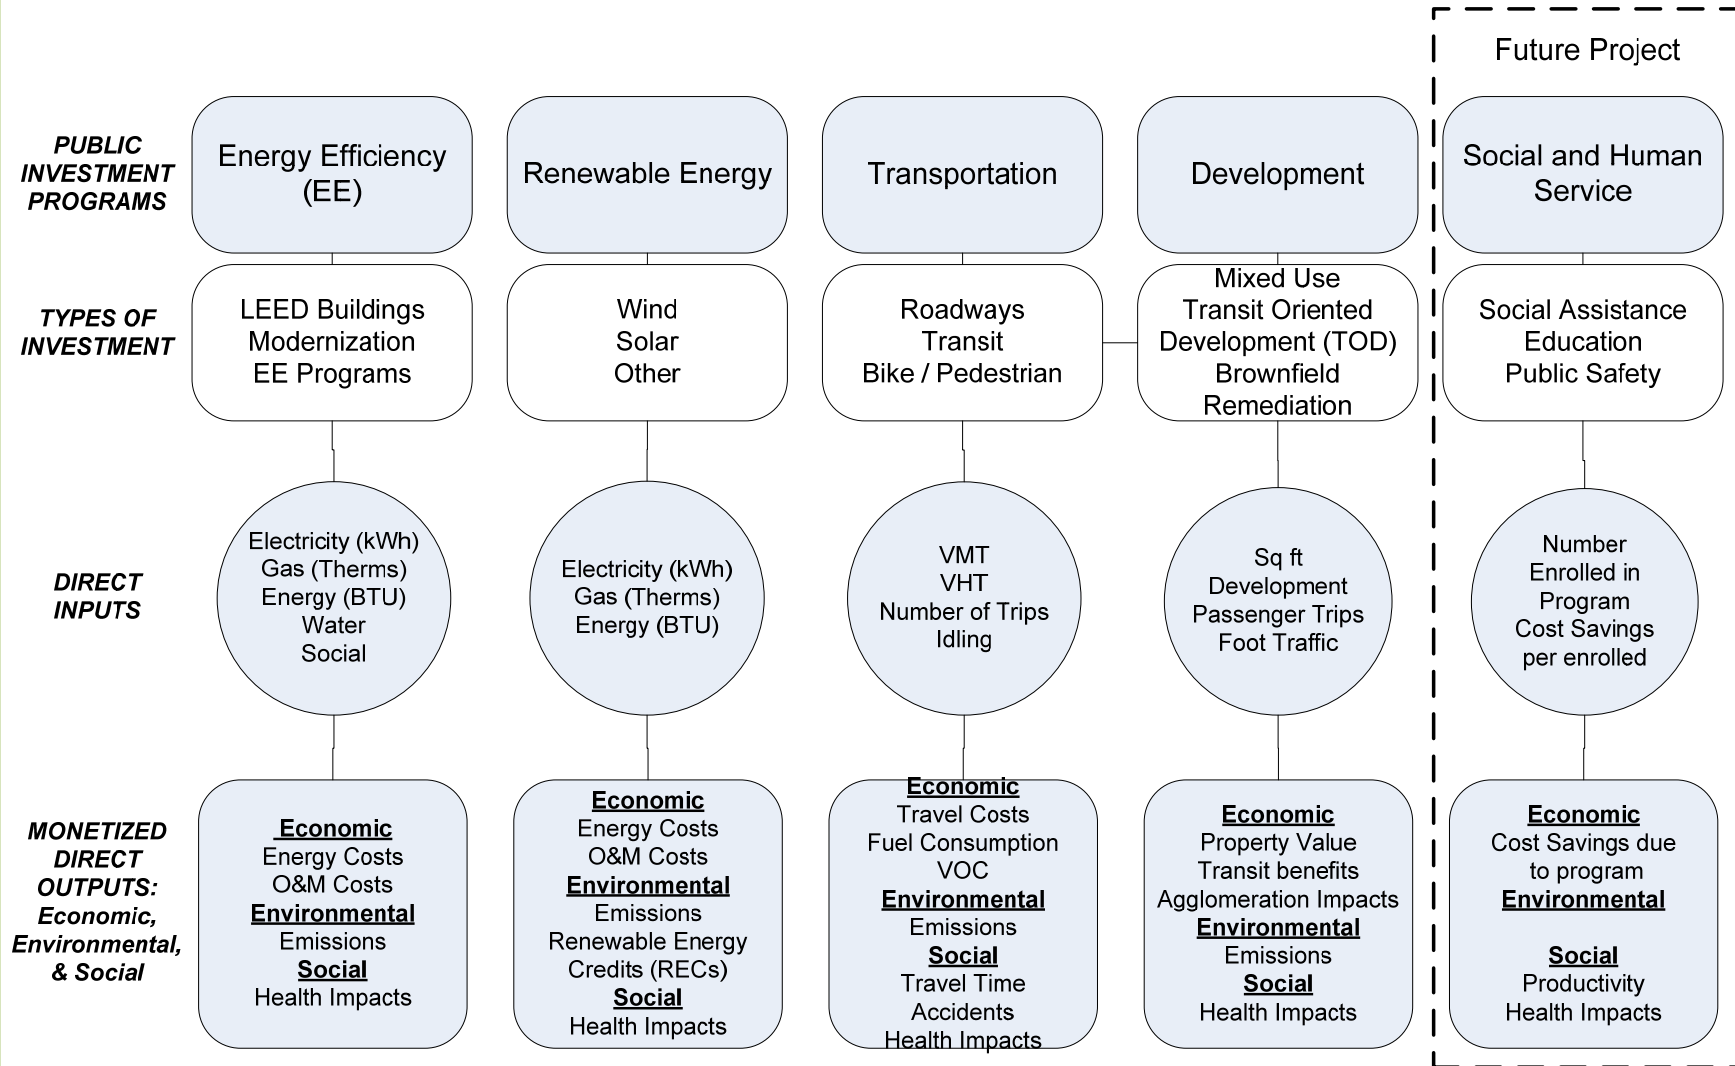 Future Project
PUBLIC
INVESTMENT
PROGRAMS
Energy Efficiency
(EE)
Renewable Energy
Transportation
Development
Social and Human
Service
TYPES OF
INVESTMENT
LEED Buildings
Modernization
EE Programs
Wind
Solar
Other
Roadways
Transit
Bike / Pedestrian
Mixed Use
Transit Oriented
Development (TOD)
Brownfield
Remediation
Social Assistance
Education
Public Safety
DIRECT
INPUTS
Electricity (kWh)
Gas (Therms)
Energy (BTU)
Water
Social
Electricity (kWh)
Gas (Therms)
Energy (BTU)
VMT
VHT
Number of Trips
Idling
Sq ft
Development
Passenger Trips
Foot Traffic
Number
Enrolled in
Program
Cost Savings
per enrolled
MONETIZED
DIRECT
OUTPUTS:
Economic,
Environmental,
& Social
Economic
Energy Costs
O&M Costs
Environmental
Emissions
Social
Health Impacts
Economic
Energy Costs
O&M Costs
Environmental
Emissions
Renewable Energy
Credits (RECs)
Social
Health Impacts
Economic
Travel Costs
Fuel Consumption
VOC
Environmental
Emissions
Social
Travel Time
Accidents
Health Impacts
Economic
Property Value
Transit benefits
Agglomeration Impacts
Environmental
Emissions
Social
Health Impacts
Economic
Cost Savings due
to program
Environmental
Social
Productivity
Health Impacts